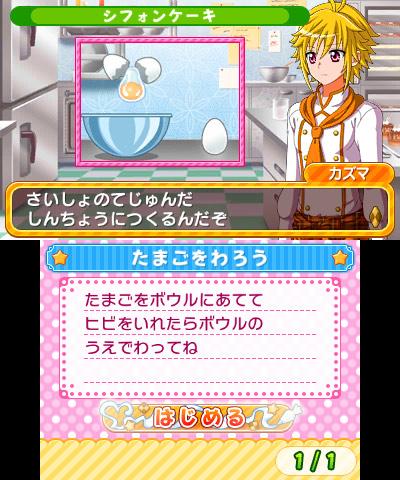 シフォンケーキ
カズマ
さいしょのてじゅんだ
しんちょうにつくるんだぞ
たまごをわろう
たまごをボウルにあてて
ヒビをいれたらボウルの
うえでわってね
はじめる
1/1